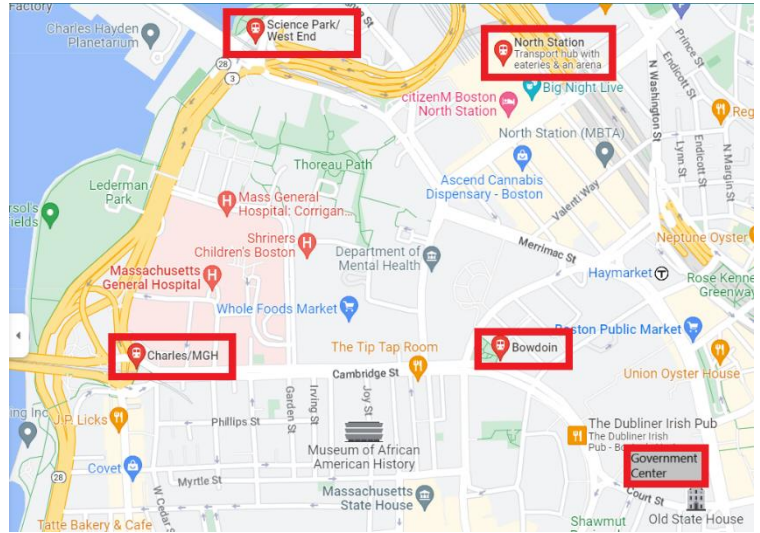 Factory
Charles Hayden
Planetarium
Science Park/
West End
North Station
Transport hub with
eateries & an arena
28
3
citizenM Boston
North Station
Big Night Live
N Washington St
Prince St
Endicott St
Endicott St
Lynn St
N Margin St
Reg
North Station (MBTA)
Thoreau Path
Ascend Cannabis
Dispensary - Boston
Valenti Way
Lederman
Park
Mass General
Hospital: Corrigan...
Shriners
Children's Boston
Department of
Mental Health
Merrimac St
Neptune Oyster
Massachusetts
General Hospital
Haymarket
T
Rose Kenne
Greenway
Whole Foods Market
Boston Public Market
Charles/MGH
The Tip Tap Room
Bowdoin
Cambridge St
Union Oyster House
Garden St
Irving St
Joy St
J.P. Licks
Phillips St
The Dubliner Irish Pub
The Dubliner Irish
Museum of African
American History
Government
Center
Covet
28
Myrtle St
W Cedar S
Massachusetts
State House
Court St
Tatte Bakery & Cafe
Shawmut
Old State House